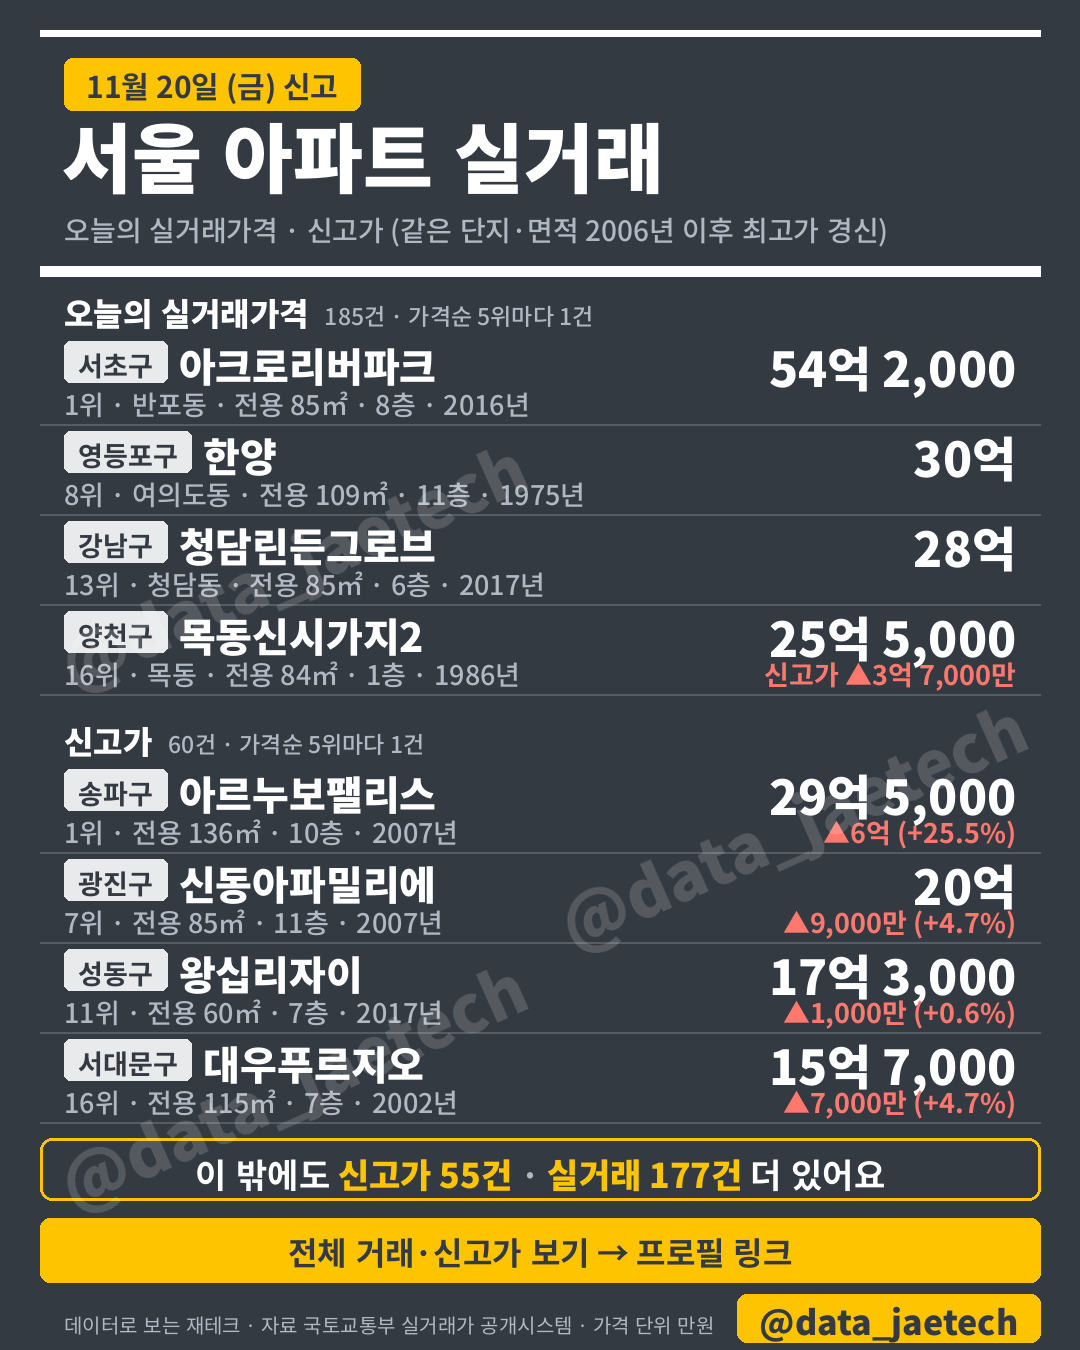 11월 20일 (금) 신고
서울 아파트 실거래
오늘의 실거래가격 · 신고가 (같은 단지·면적 2006년 이후 최고가 경신)
오늘의 실거래가격 185건 · 가격순 5위마다 1건
서초구 아크로리버파크 54억 2,000
1위 · 반포동 · 전용 85㎡ · 8층 · 2016년
영등포구 한양 30억
8위 · 여의도동 · 전용 109㎡ · 11층 · 1975년
강남구 청담린든그로브 28억
13위 · 청담동 · 전용 85㎡ · 6층 · 2017년
양천구 목동신시가지2 25억 5,000
16위 · 목동 · 전용 84㎡ · 1층 · 1986년 신고가 ▲3억 7,000만
신고가 60건 · 가격순 5위마다 1건
송파구 아르누보팰리스 29억 5,000
1위 · 전용 136㎡ · 10층 · 2007년 ▲6억 (+25.5%)
광진구 신동아파밀리에 20억
7위 · 전용 85㎡ · 11층 · 2007년 ▲9,000만 (+4.7%)
성동구 왕십리자이 17억 3,000
11위 · 전용 60㎡ · 7층 · 2017년 ▲1,000만 (+0.6%)
서대문구 대우푸르지오 15억 7,000
16위 · 전용 115㎡ · 7층 · 2002년 ▲7,000만 (+4.7%)
이 밖에도 신고가 55건 · 실거래 177건 더 있어요
전체 거래·신고가 보기 → 프로필 링크
데이터로 보는 재테크 · 자료 국토교통부 실거래가 공개시스템 · 가격 단위 만원 @data_jaetech
@data_jaetech
@data_jaetech
@data_jaetech